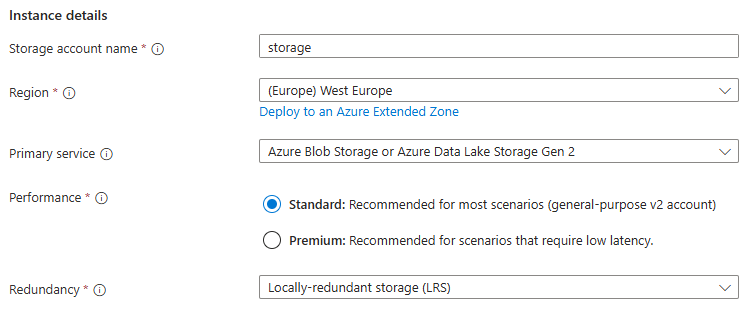 Instance details
Storage account name * storage
Region * (Europe) West Europe
Deploy to an Azure Extended Zone
Primary service Azure Blob Storage or Azure Data Lake Storage Gen 2
Performance * Standard: Recommended for most scenarios (general-purpose v2 account)
Premium: Recommended for scenarios that require low latency.
Redundancy * Locally-redundant storage (LRS)